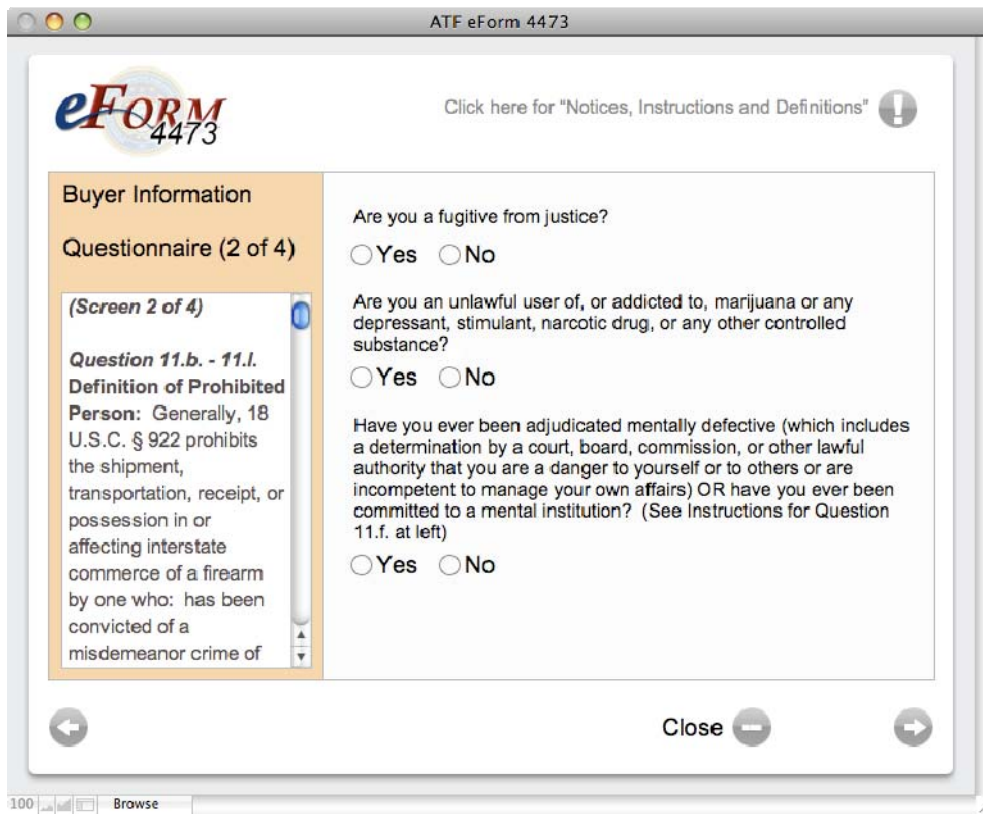 ATF eForm 4473
eFORM
4473
Click here for "Notices, Instructions and Definitions"
!
Buyer Information
Questionnaire (2 of 4)
(Screen 2 of 4)
Question 11.b. - 11.l.
Definition of Prohibited
Person: Generally, 18
U.S.C. § 922 prohibits
the shipment,
transportation, receipt, or
possession in or
affecting interstate
commerce of a firearm
by one who: has been
convicted of a
misdemeanor crime of
Are you a fugitive from justice?
Yes No
Are you an unlawful user of, or addicted to, marijuana or any
depressant, stimulant, narcotic drug, or any other controlled
substance?
Yes No
Have you ever been adjudicated mentally defective (which includes
a determination by a court, board, commission, or other lawful
authority that you are a danger to yourself or to others or are
incompetent to manage your own affairs) OR have you ever been
committed to a mental institution? (See Instructions for Question
11.f. at left)
Yes No
Close
100 Browse